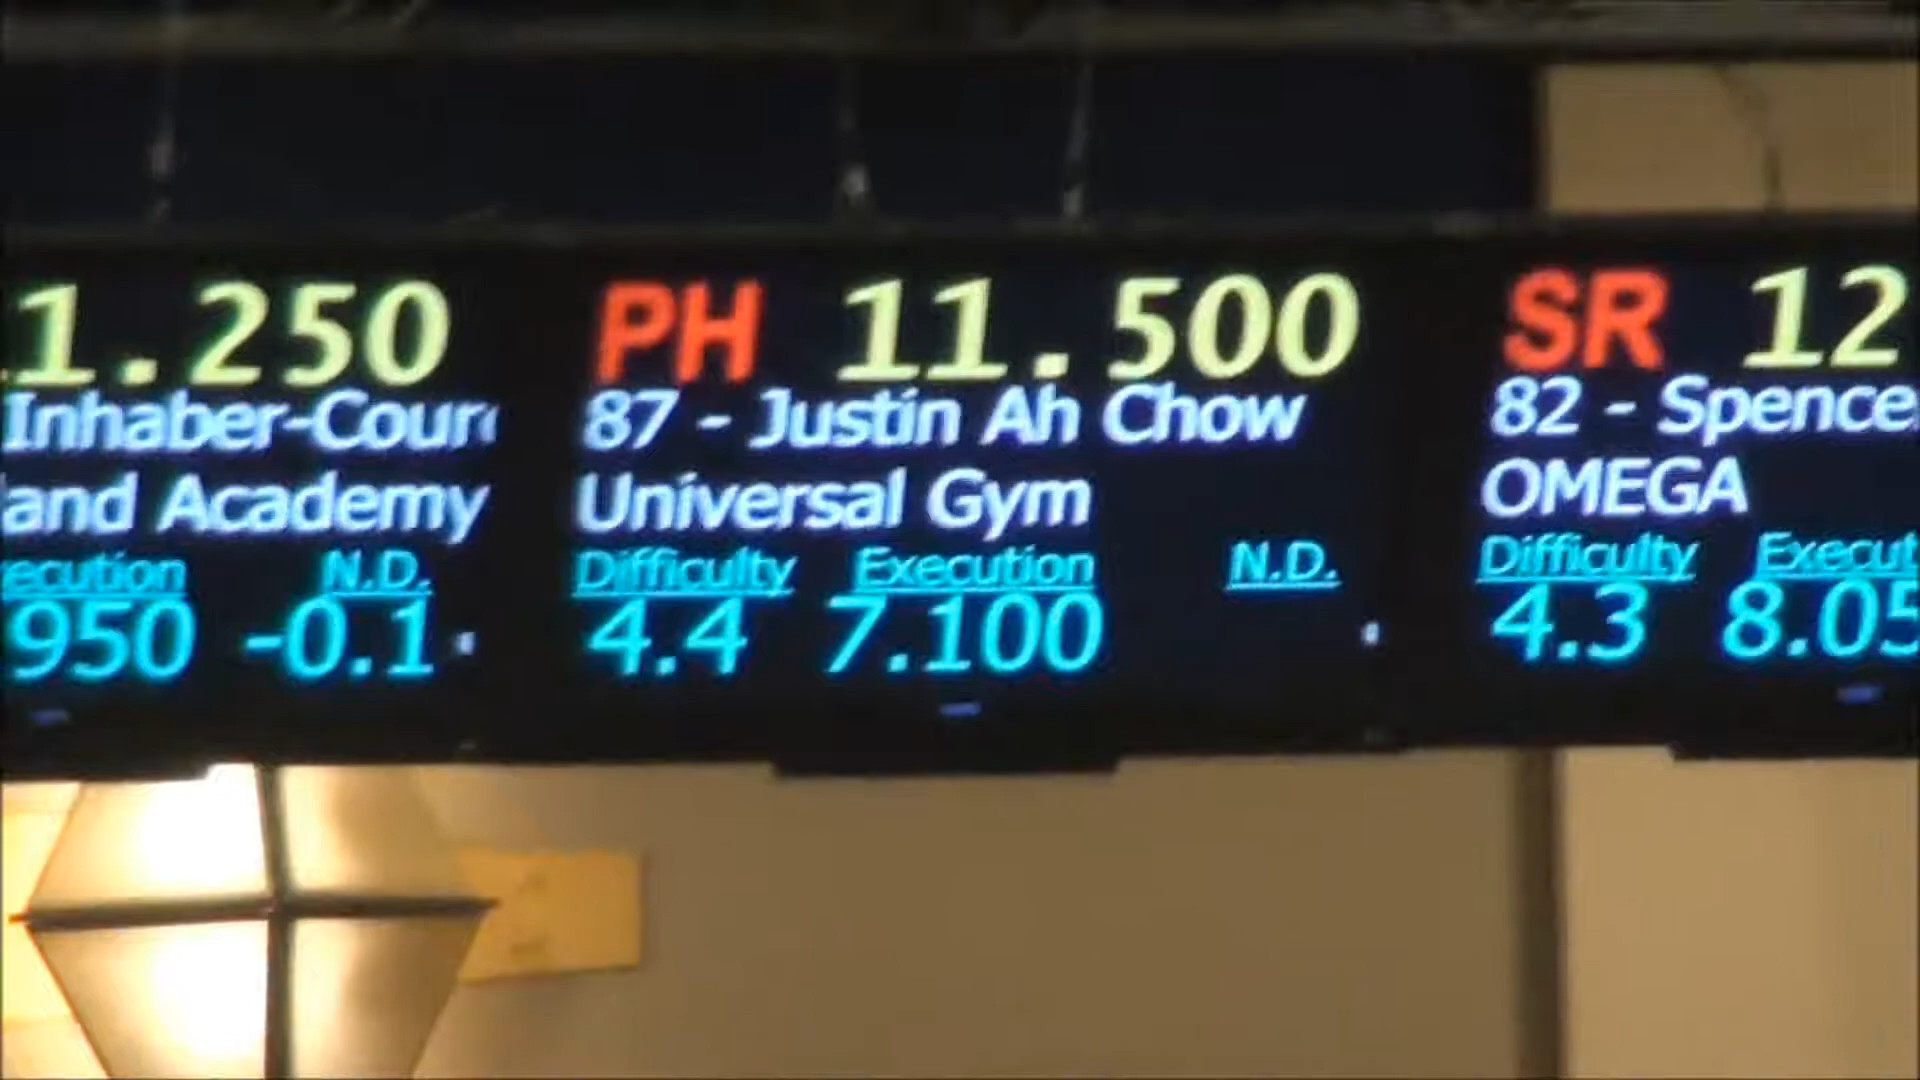 1.250
Inhaber-Cour
and Academy
ecution N.D.
950 -0.1
PH 11.500
87 - Justin Ah Chow
Universal Gym
Difficulty Execution N.D.
4.4 7.100
SR 12
82 - Spence
OMEGA
Difficulty Execut
4.3 8.05